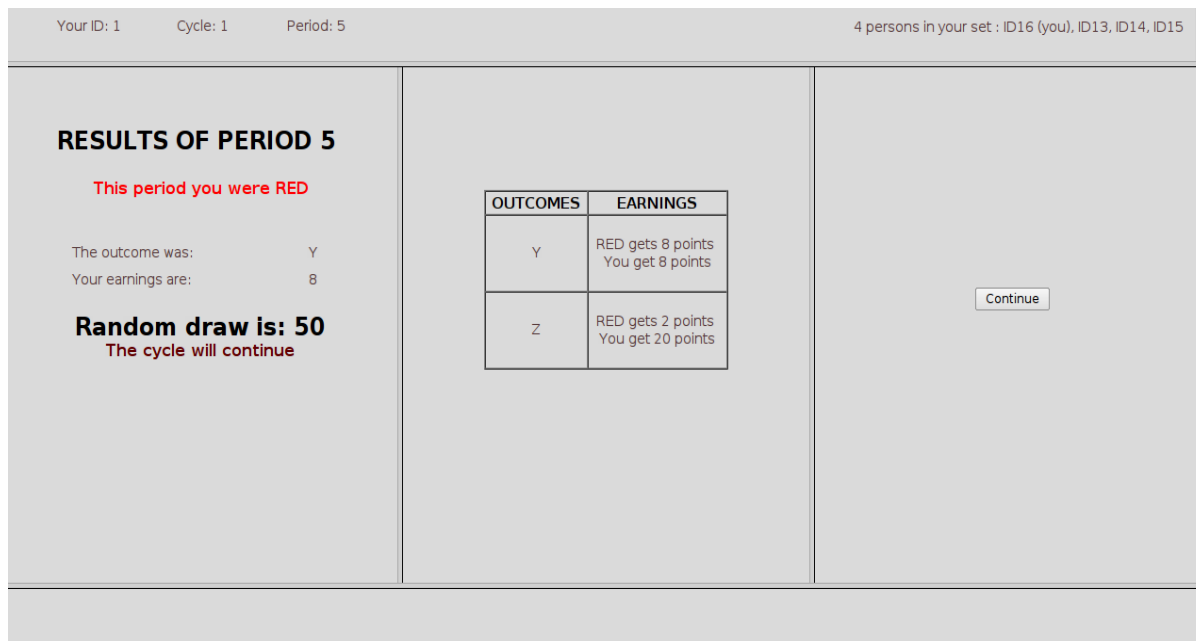 Your ID: 1 Cycle: 1 Period: 5 4 persons in your set : ID16 (you), ID13, ID14, ID15
RESULTS OF PERIOD 5
This period you were RED
The outcome was: Y
Your earnings are: 8
Random draw is: 50
The cycle will continue
OUTCOMES EARNINGS
Y RED gets 8 points
You get 8 points
Z RED gets 2 points
You get 20 points
Continue